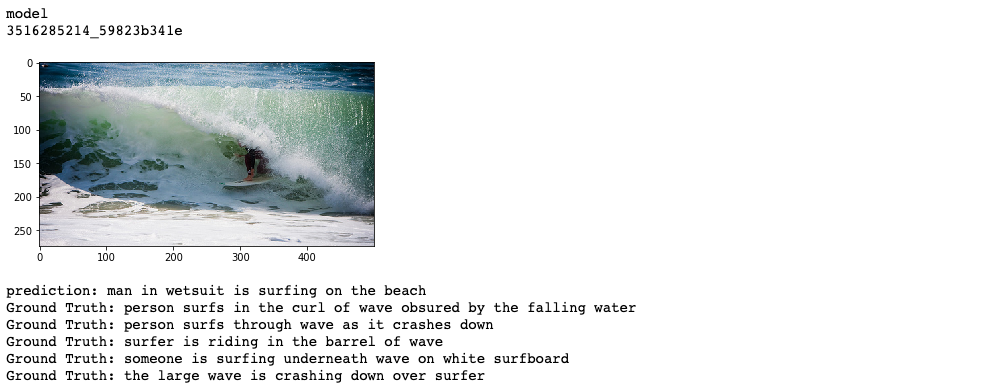 model
3516285214_59823b341e
0
50
100
150
200
250
0 100 200 300 400
prediction: man in wetsuit is surfing on the beach
Ground Truth: person surfs in the curl of wave obsured by the falling water
Ground Truth: person surfs through wave as it crashes down
Ground Truth: surfer is riding in the barrel of wave
Ground Truth: someone is surfing underneath wave on white surfboard
Ground Truth: the large wave is crashing down over surfer